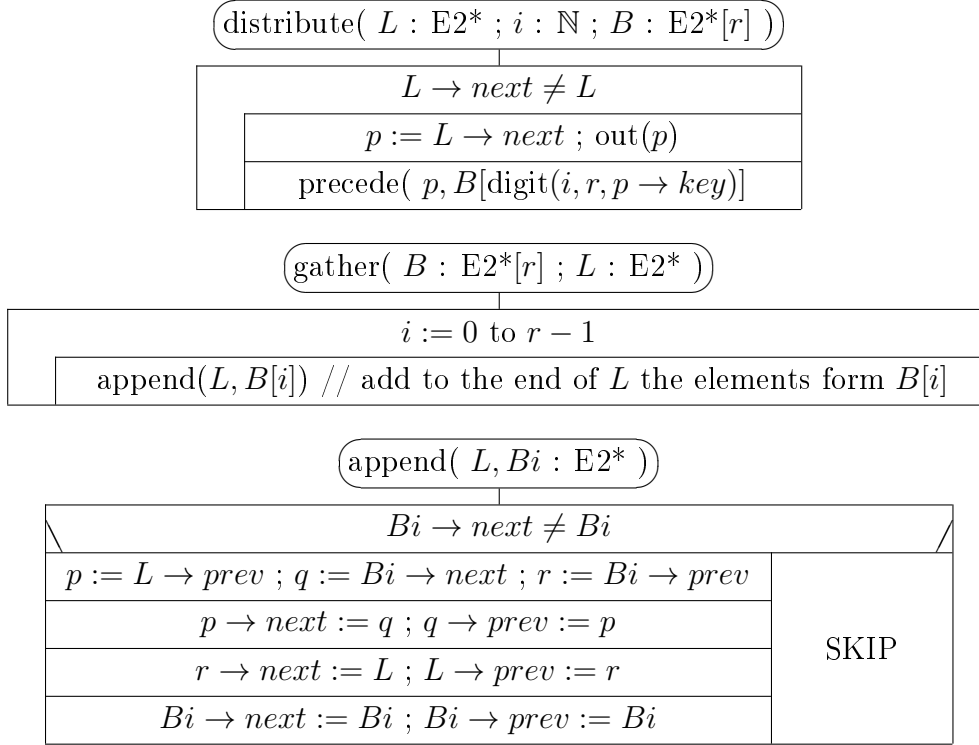 distribute( L : E2* ; i : ℕ ; B : E2*[r] )
L → next ≠ L
p := L → next ; out(p)
precede( p, B[digit(i, r, p → key)]
gather( B : E2*[r] ; L : E2* )
i := 0 to r − 1
append(L, B[i]) // add to the end of L the elements form B[i]
append( L, Bi : E2* )
Bi → next ≠ Bi
p := L → prev ; q := Bi → next ; r := Bi → prev
p → next := q ; q → prev := p
r → next := L ; L → prev := r
Bi → next := Bi ; Bi → prev := Bi
SKIP